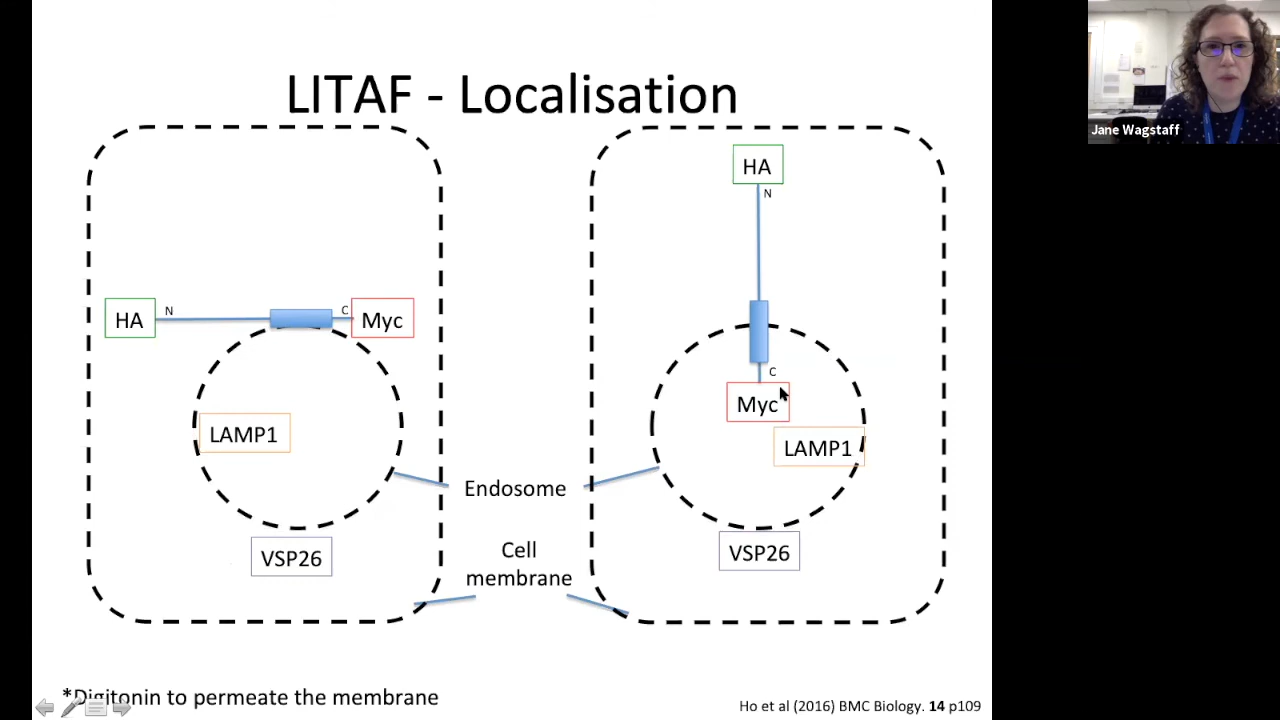 LITAF - Localisation
HA
N
C
Myc
LAMP1
VSP26
HA
N
C
Myc
LAMP1
VSP26
Endosome
Cell
membrane
*Digitonin to permeate the membrane
Ho et al (2016) BMC Biology. 14 p109
Jane Wagstaff